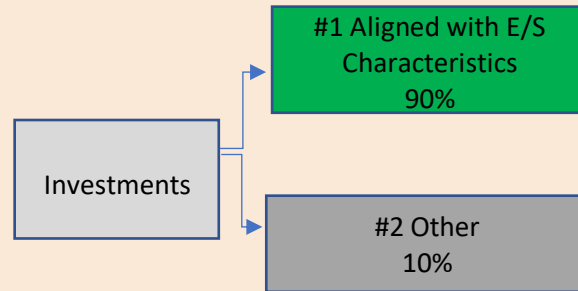 #1 Aligned with E/S
Characteristics
90%
Investments
#2 Other
10%